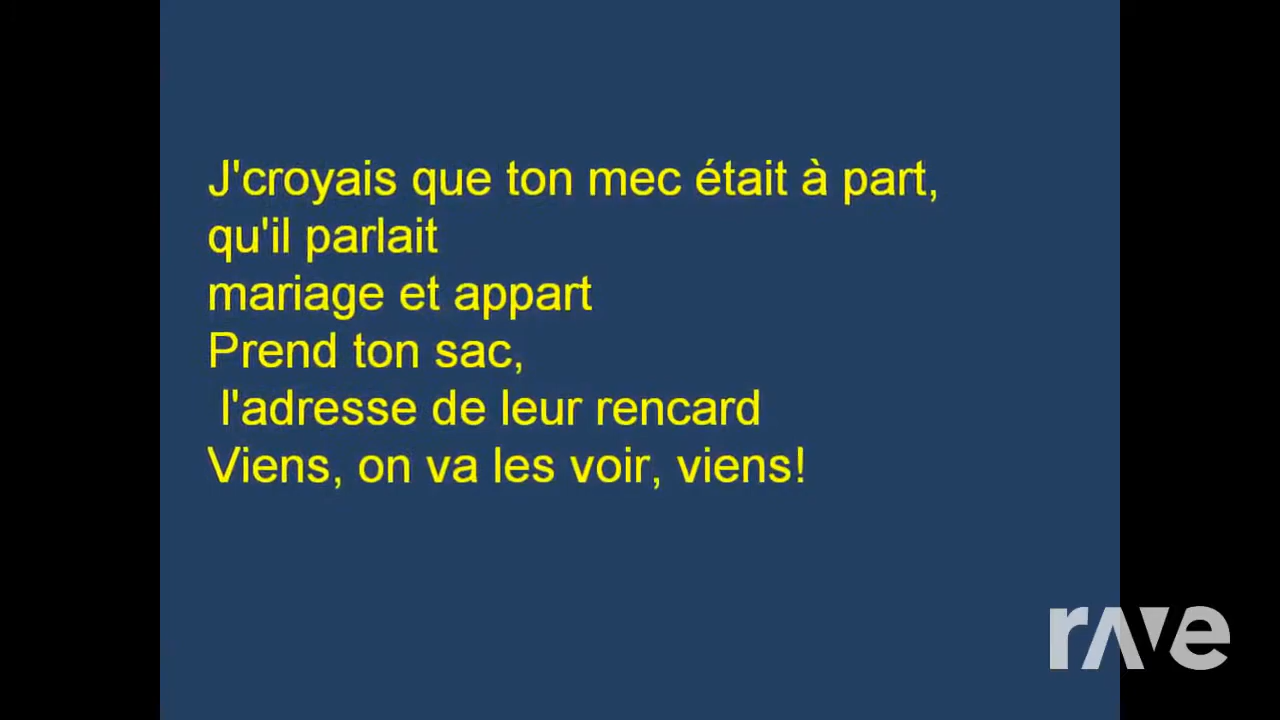 J'croyais que ton mec était à part,
qu'il parlait
mariage et appart
Prend ton sac,
l'adresse de leur rencard
Viens, on va les voir, viens!
rave